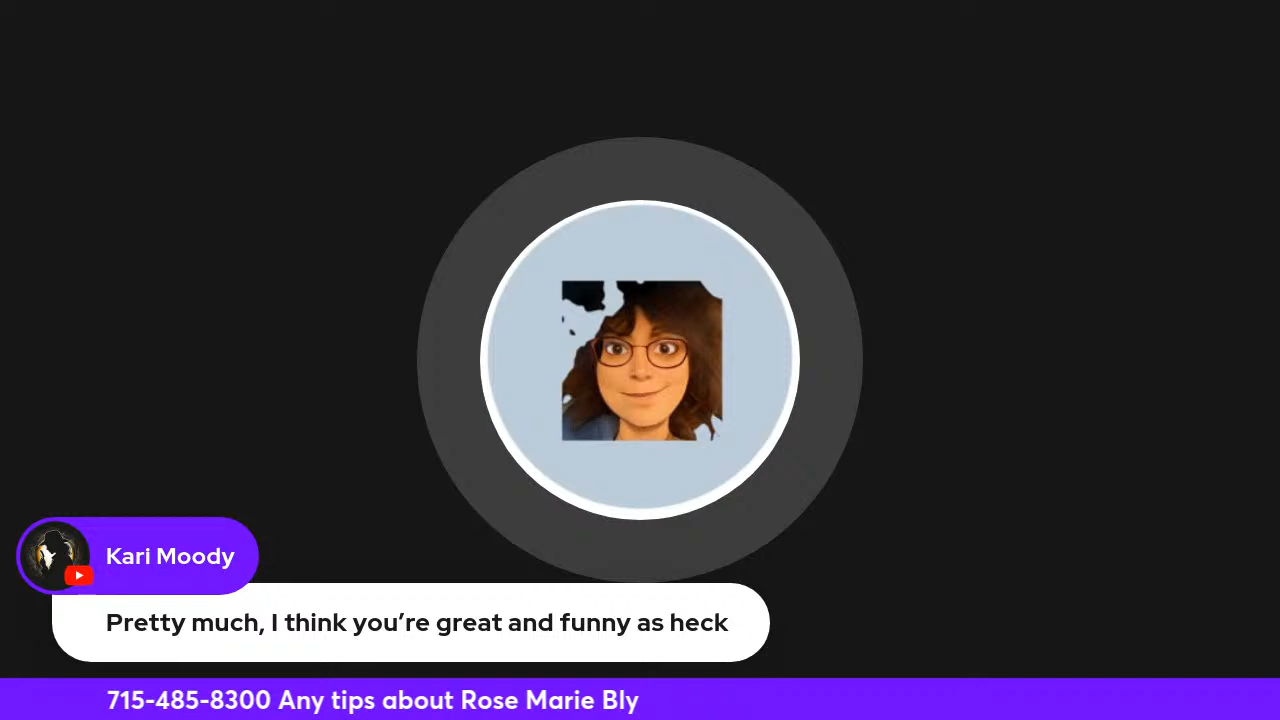 Kari Moody
Pretty much, I think you’re great and funny as heck
715-485-8300 Any tips about Rose Marie Bly